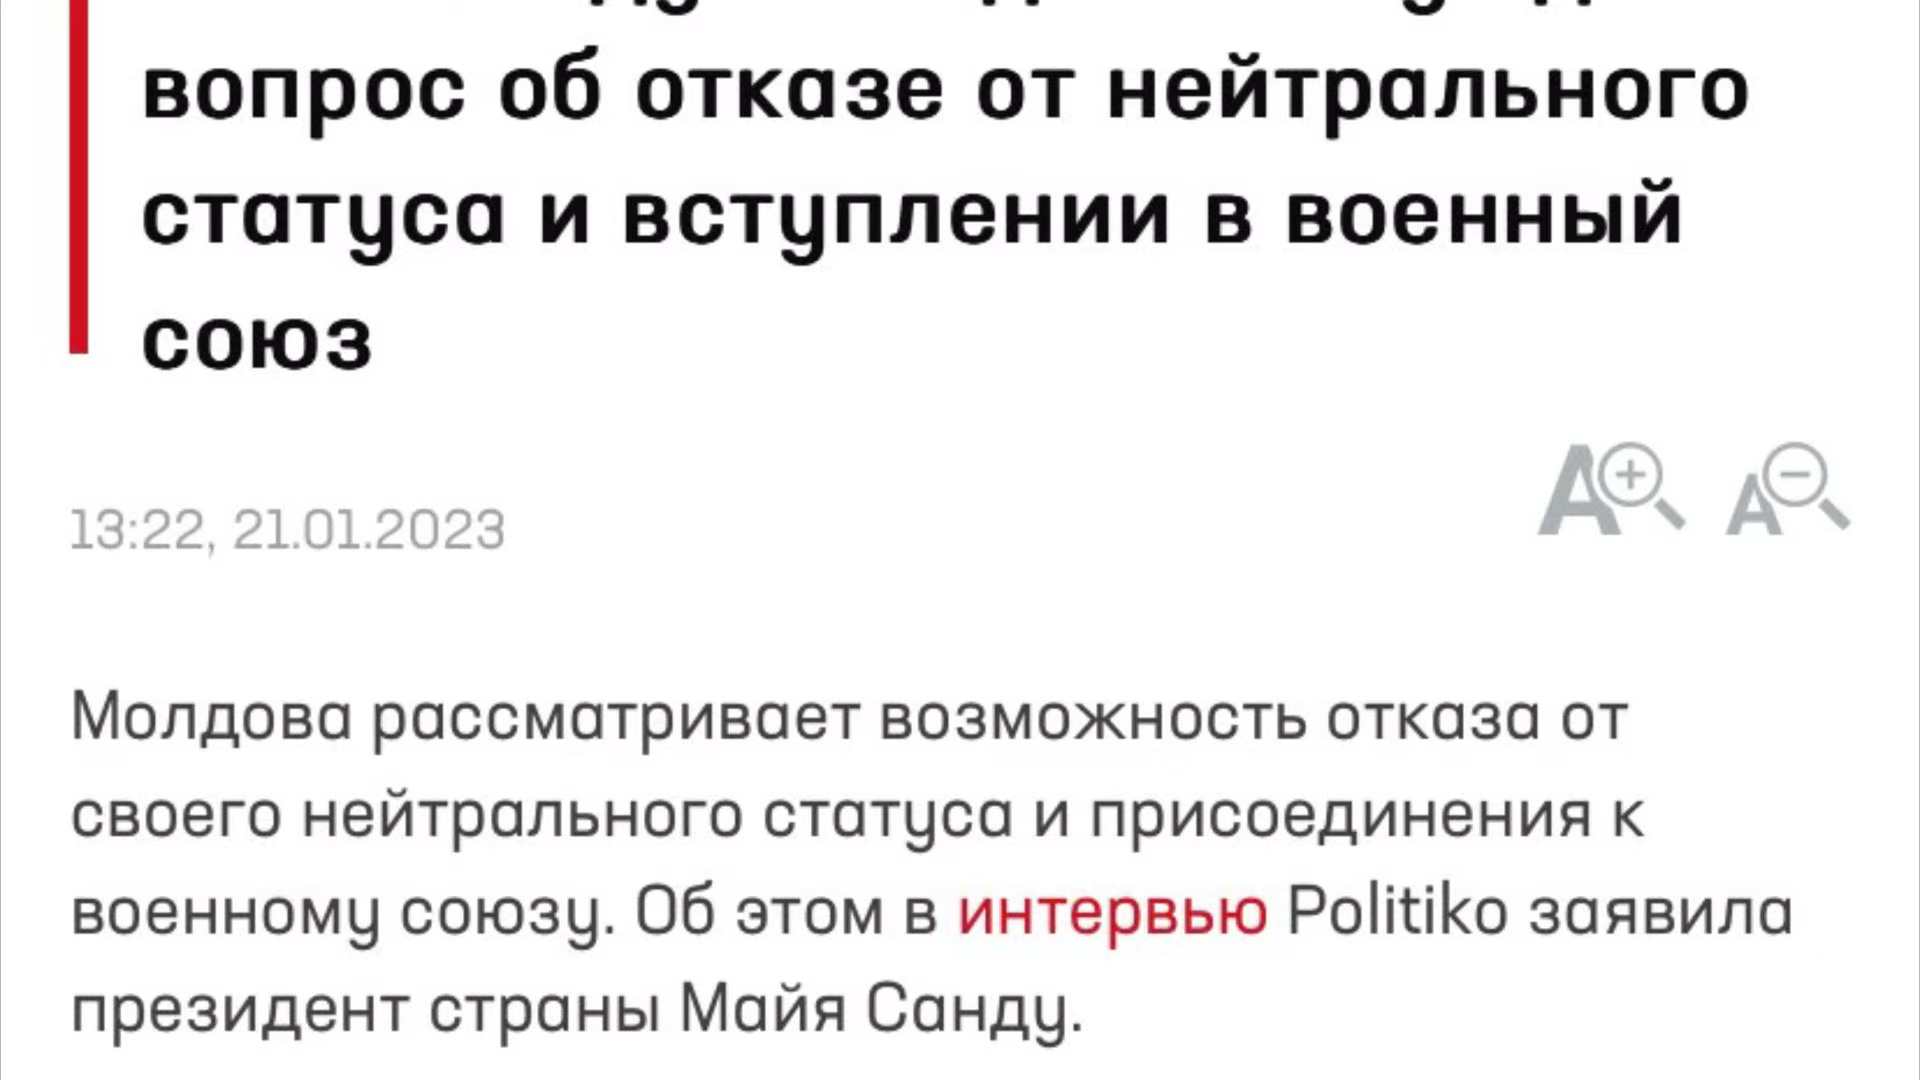 вопрос об отказе от нейтрального
статуса и вступлении в военный
союз
13:22, 21.01.2023
Молдова рассматривает возможность отказа от
своего нейтрального статуса и присоединения к
военному союзу. Об этом в интервью Politiko заявила
президент страны Майя Санду.